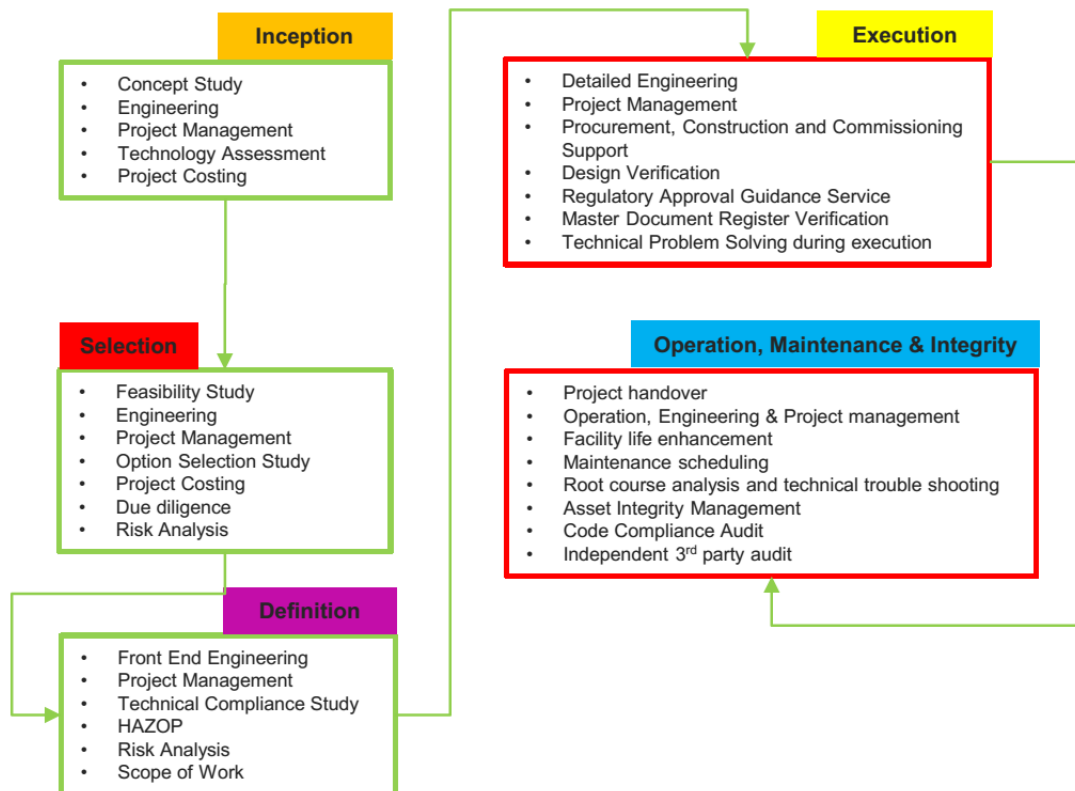 Inception
• Concept Study
• Engineering
• Project Management
• Technology Assessment
• Project Costing
Selection
• Feasibility Study
• Engineering
• Project Management
• Option Selection Study
• Project Costing
• Due diligence
• Risk Analysis
Definition
• Front End Engineering
• Project Management
• Technical Compliance Study
• HAZOP
• Risk Analysis
• Scope of Work
Execution
• Detailed Engineering
• Project Management
• Procurement, Construction and Commissioning
Support
• Design Verification
• Regulatory Approval Guidance Service
• Master Document Register Verification
• Technical Problem Solving during execution
Operation, Maintenance & Integrity
• Project handover
• Operation, Engineering & Project management
• Facility life enhancement
• Maintenance scheduling
• Root course analysis and technical trouble shooting
• Asset Integrity Management
• Code Compliance Audit
• Independent 3rd party audit